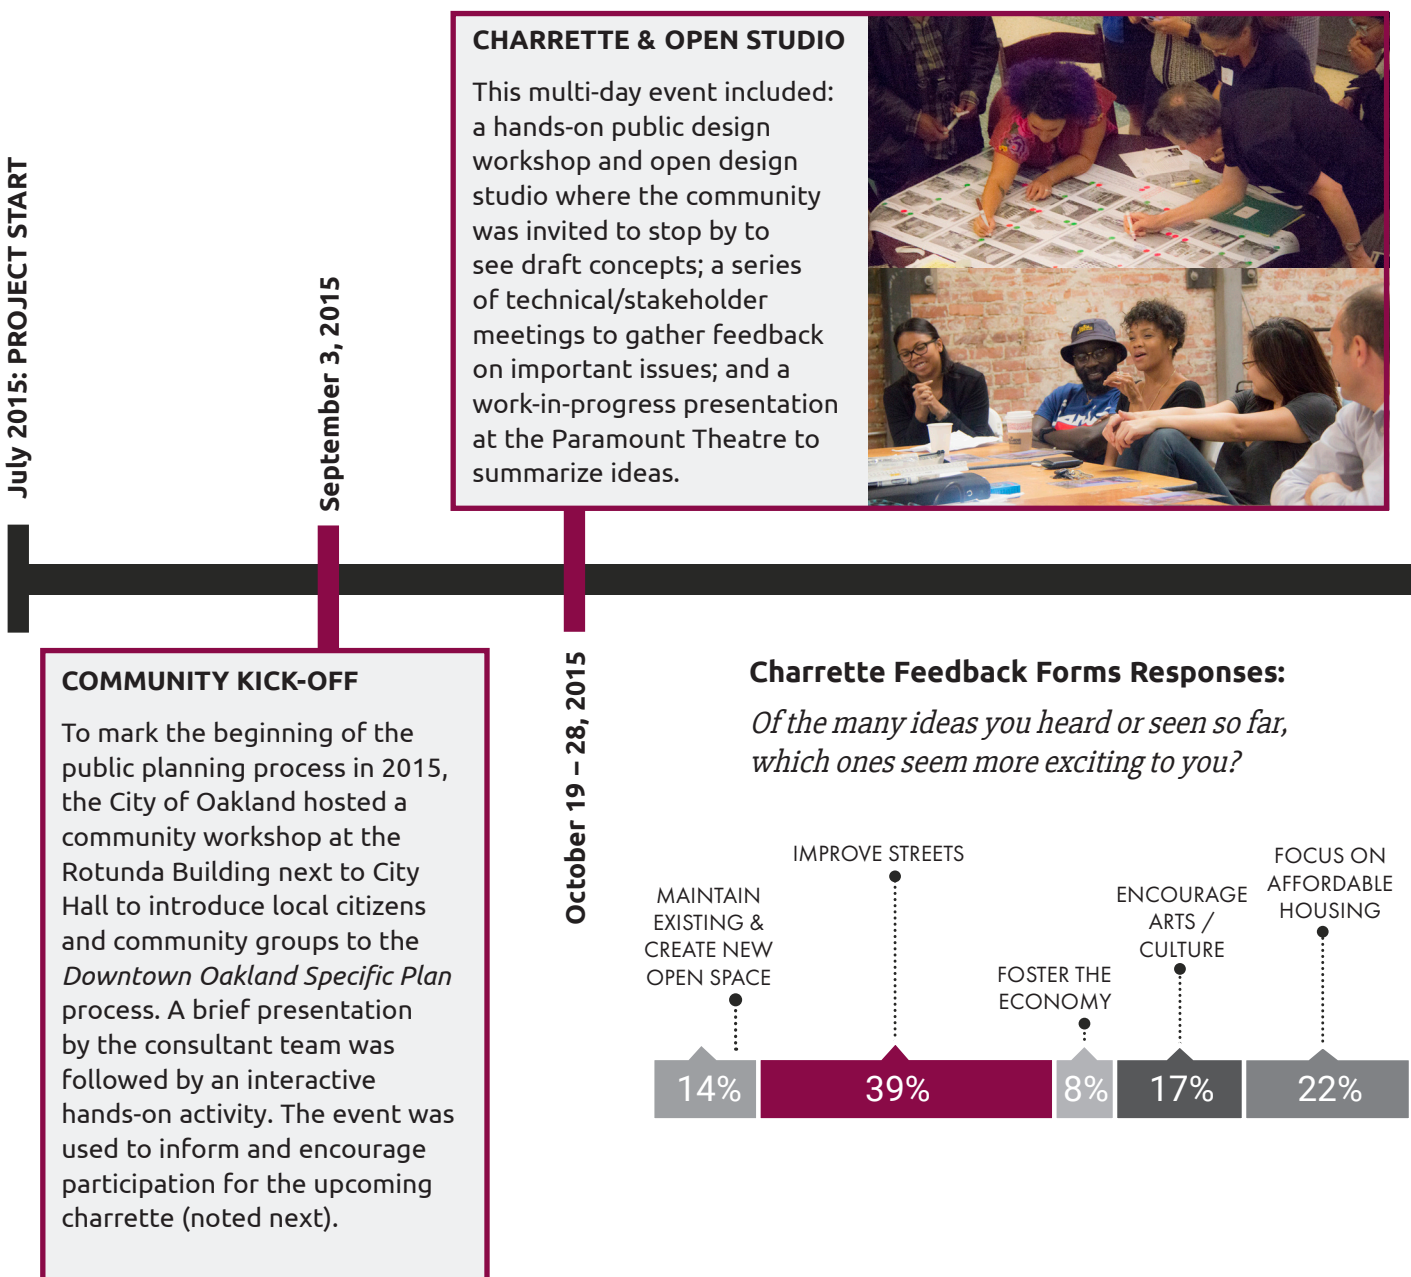 July 2015: PROJECT START
September 3, 2015
CHARRETTE & OPEN STUDIO
This multi-day event included:
a hands-on public design
workshop and open design
studio where the community
was invited to stop by to
see draft concepts; a series
of technical/stakeholder
meetings to gather feedback
on important issues; and a
work-in-progress presentation
at the Paramount Theatre to
summarize ideas.
COMMUNITY KICK-OFF
To mark the beginning of the
public planning process in 2015,
the City of Oakland hosted a
community workshop at the
Rotunda Building next to City
Hall to introduce local citizens
and community groups to the
Downtown Oakland Specific Plan
process. A brief presentation
by the consultant team was
followed by an interactive
hands-on activity. The event was
used to inform and encourage
participation for the upcoming
charrette (noted next).
October 19 – 28, 2015
Charrette Feedback Forms Responses:
Of the many ideas you heard or seen so far,
which ones seem more exciting to you?
MAINTAIN
EXISTING &
CREATE NEW
OPEN SPACE
IMPROVE STREETS
FOSTER THE
ECONOMY
ENCOURAGE
ARTS /
CULTURE
FOCUS ON
AFFORDABLE
HOUSING
14%
39%
8%
17%
22%